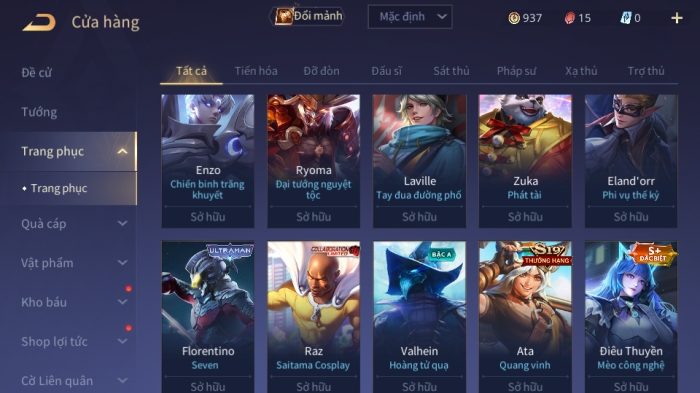 Cửa hàng
Đổi mảnh
Mặc định
937
15
0
Đề cử
Tướng
Trang phục
Trang phục
Quà cáp
Vật phẩm
Kho báu
Shop lợi tức
Cờ Liên quân
Tất cả
Tiến hóa
Đỡ đòn
Đấu sĩ
Sát thủ
Pháp sư
Xạ thủ
Trợ thủ
Enzo
Chiến binh trăng
khuyết
Sở hữu
Ryoma
Đại tướng nguyệt
tộc
Sở hữu
Laville
Tay đua đường phố
Sở hữu
Zuka
Phát tài
Sở hữu
Eland'orr
Phi vụ thế kỷ
Sở hữu
ULTRAMAN
Florentino
Seven
Sở hữu
COLLABORATION
LIMITED
Raz
Saitama Cosplay
Sở hữu
BẬC A
Valhein
Hoàng tử quạ
Sở hữu
S19
THƯỞNG HẠNG
Ata
Quang vinh
Sở hữu
S+
ĐẶC BIỆT
Điêu Thuyền
Mèo công nghệ
Sở hữu